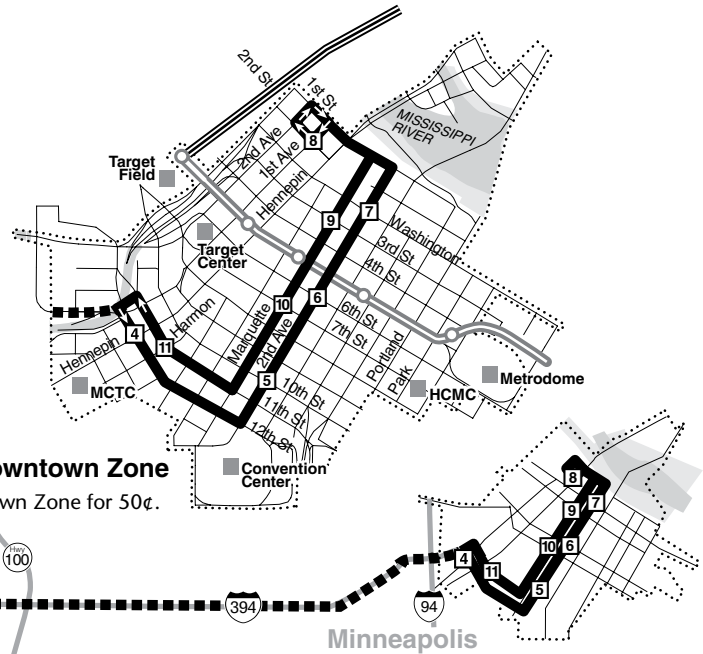 2nd St
1st St
MISSISSIPPI
RIVER
8
2nd Ave
1st Ave
Target
Field
Hennepin
9
7
Washington
Target
Center
3rd St
4th St
10
6
6th St
7th St
Harmon
Marquette
2nd Ave
4
11
Hennepin
Portland
Park
5
10th St
11th St
12th St
MCTC
HCMC
Metrodome
Convention
Center
owntown Zone
wn Zone for 50¢.
8
9
7
10
6
4
11
5
Hwy
100
394
94
Minneapolis